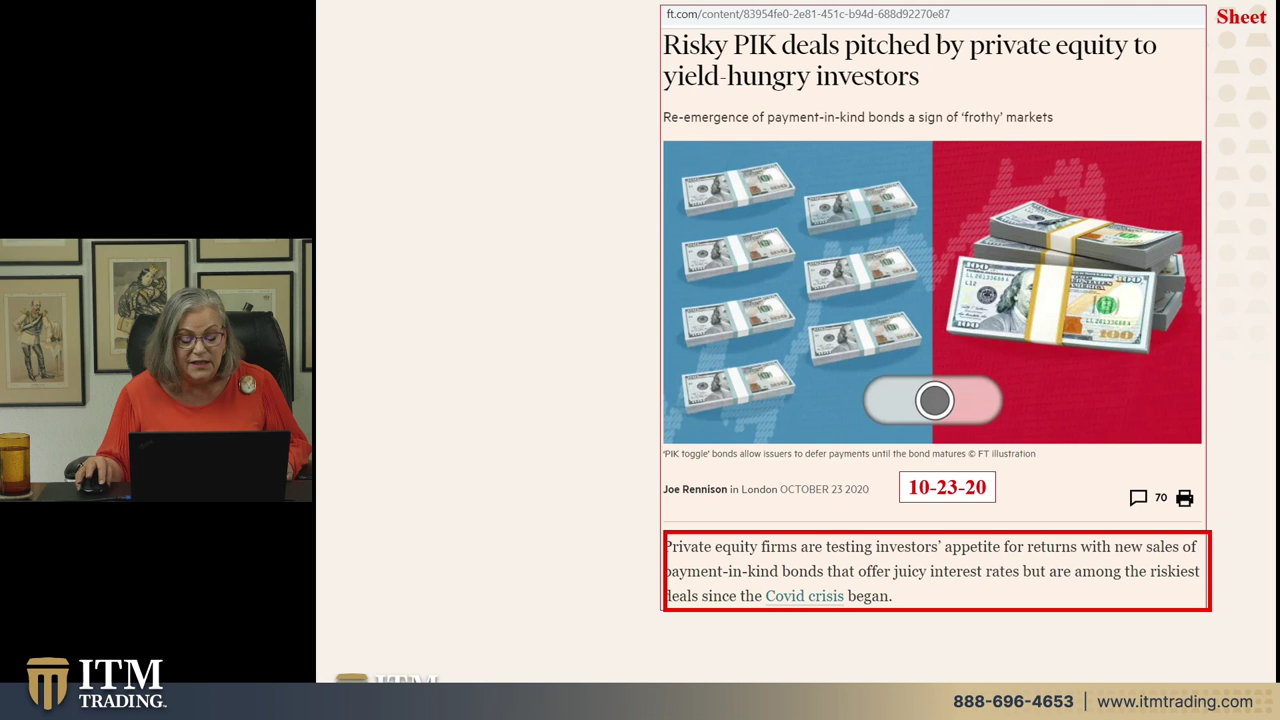 ft.com/content/83954fe0-2e81-451c-b94d-688d92270e87
Sheet
Risky PIK deals pitched by private equity to
yield-hungry investors
Re-emergence of payment-in-kind bonds a sign of ‘frothy’ markets
100
100
100
'PIK toggle' bonds allow issuers to defer payments until the bond matures © FT illustration
Joe Rennison in London OCTOBER 23 2020
10-23-20
70
Private equity firms are testing investors’ appetite for returns with new sales of
payment-in-kind bonds that offer juicy interest rates but are among the riskiest
deals since the Covid crisis began.
ITM
TRADING
888-696-4653 | www.itmtrading.com